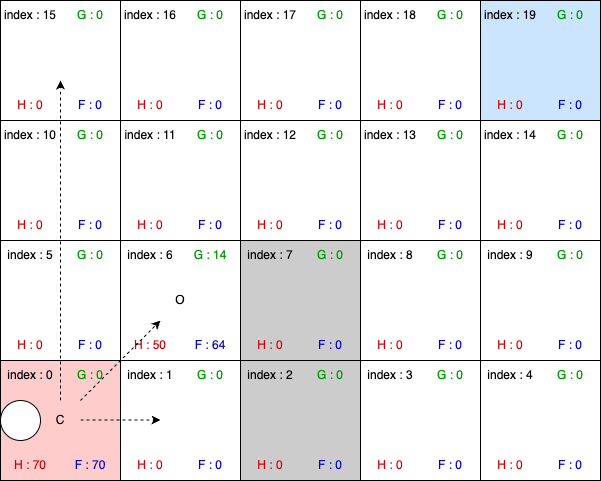 index : 15 G : 0 index : 16 G : 0 index : 17 G : 0 index : 18 G : 0 index : 19 G : 0
H : 0 F : 0 H : 0 F : 0 H : 0 F : 0 H : 0 F : 0 H : 0 F : 0
index : 10 G : 0 index : 11 G : 0 index : 12 G : 0 index : 13 G : 0 index : 14 G : 0
H : 0 F : 0 H : 0 F : 0 H : 0 F : 0 H : 0 F : 0 H : 0 F : 0
index : 5 G : 0 index : 6 G : 14 index : 7 G : 0 index : 8 G : 0 index : 9 G : 0
O
H : 0 F : 0 H : 50 F : 64 H : 0 F : 0 H : 0 F : 0 H : 0 F : 0
index : 0 G : 0 index : 1 G : 0 index : 2 G : 0 index : 3 G : 0 index : 4 G : 0
C
H : 70 F : 70 H : 0 F : 0 H : 0 F : 0 H : 0 F : 0 H : 0 F : 0